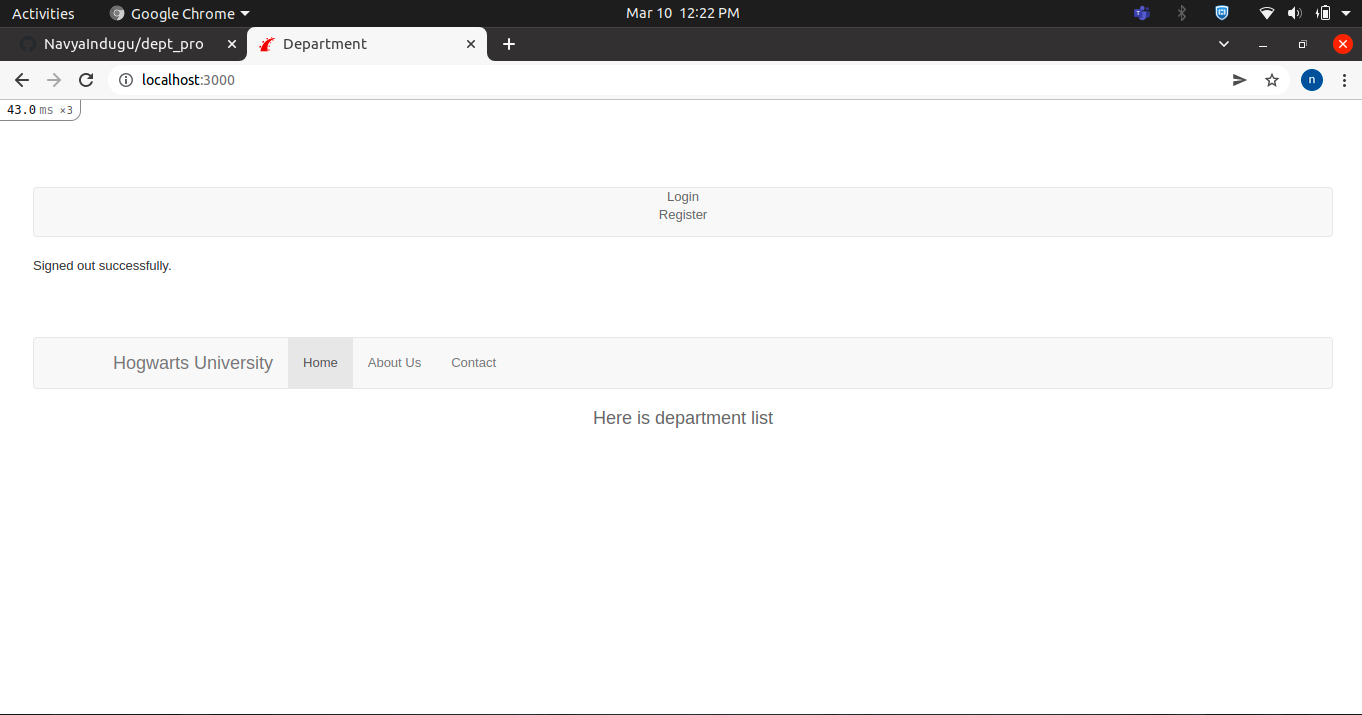 Activities Google Chrome Mar 10 12:22 PM
NavyaIndugu/dept_pro Department
localhost:3000 n
43.0 ms ×3
Login
Register
Signed out successfully.
Hogwarts University Home About Us Contact
Here is department list